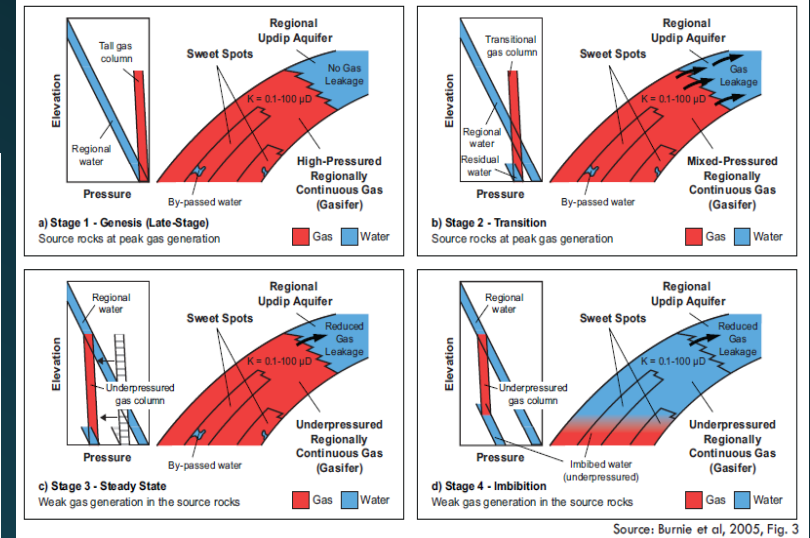 Regional
Updip Aquifer
Tall gas
column
Sweet Spots
No Gas
Leakage
K = 0.1-100 µD
Elevation
Regional
water
High-Pressured
Regionally
Continuous Gas
(Gasifer)
Pressure
By-passed water
a) Stage 1 - Genesis (Late-Stage)
Source rocks at peak gas generation
Gas
Water
Regional
Updip Aquifer
Transitional
gas column
Sweet Spots
Gas
Leakage
K = 0.1-100 µD
Elevation
Regional
water
Residual
water
Mixed-Pressured
Regionally
Continuous Gas
(Gasifer)
Pressure
By-passed water
b) Stage 2 - Transition
Source rocks at peak gas generation
Gas
Water
Regional
Updip Aquifer
Regional
water
Sweet Spots
Reduced
Gas
Leakage
K = 0.1-100 µD
Elevation
Underpressured
gas column
Underpressured
Regionally
Continuous Gas
(Gasifer)
Pressure
By-passed water
c) Stage 3 - Steady State
Weak gas generation in the source rocks
Gas
Water
Regional
Updip Aquifer
Regional
water
Sweet Spots
Reduced
Gas
Leakage
K = 0.1-100 µD
Elevation
Underpressured
gas column
Underpressured
Regionally
Continuous Gas
(Gasifer)
Pressure
Imbibed water
(underpressured)
d) Stage 4 - Imbibition
Weak gas generation in the source rocks
Gas
Water
Source: Burnie et al, 2005, Fig. 3